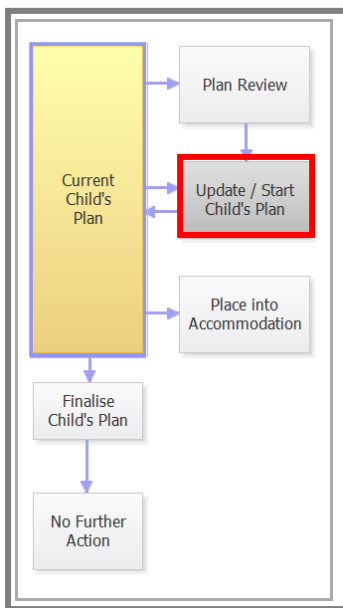 Plan Review
Current
Child's
Plan
Update / Start
Child's Plan
Place into
Accommodation
Finalise
Child's Plan
No Further
Action